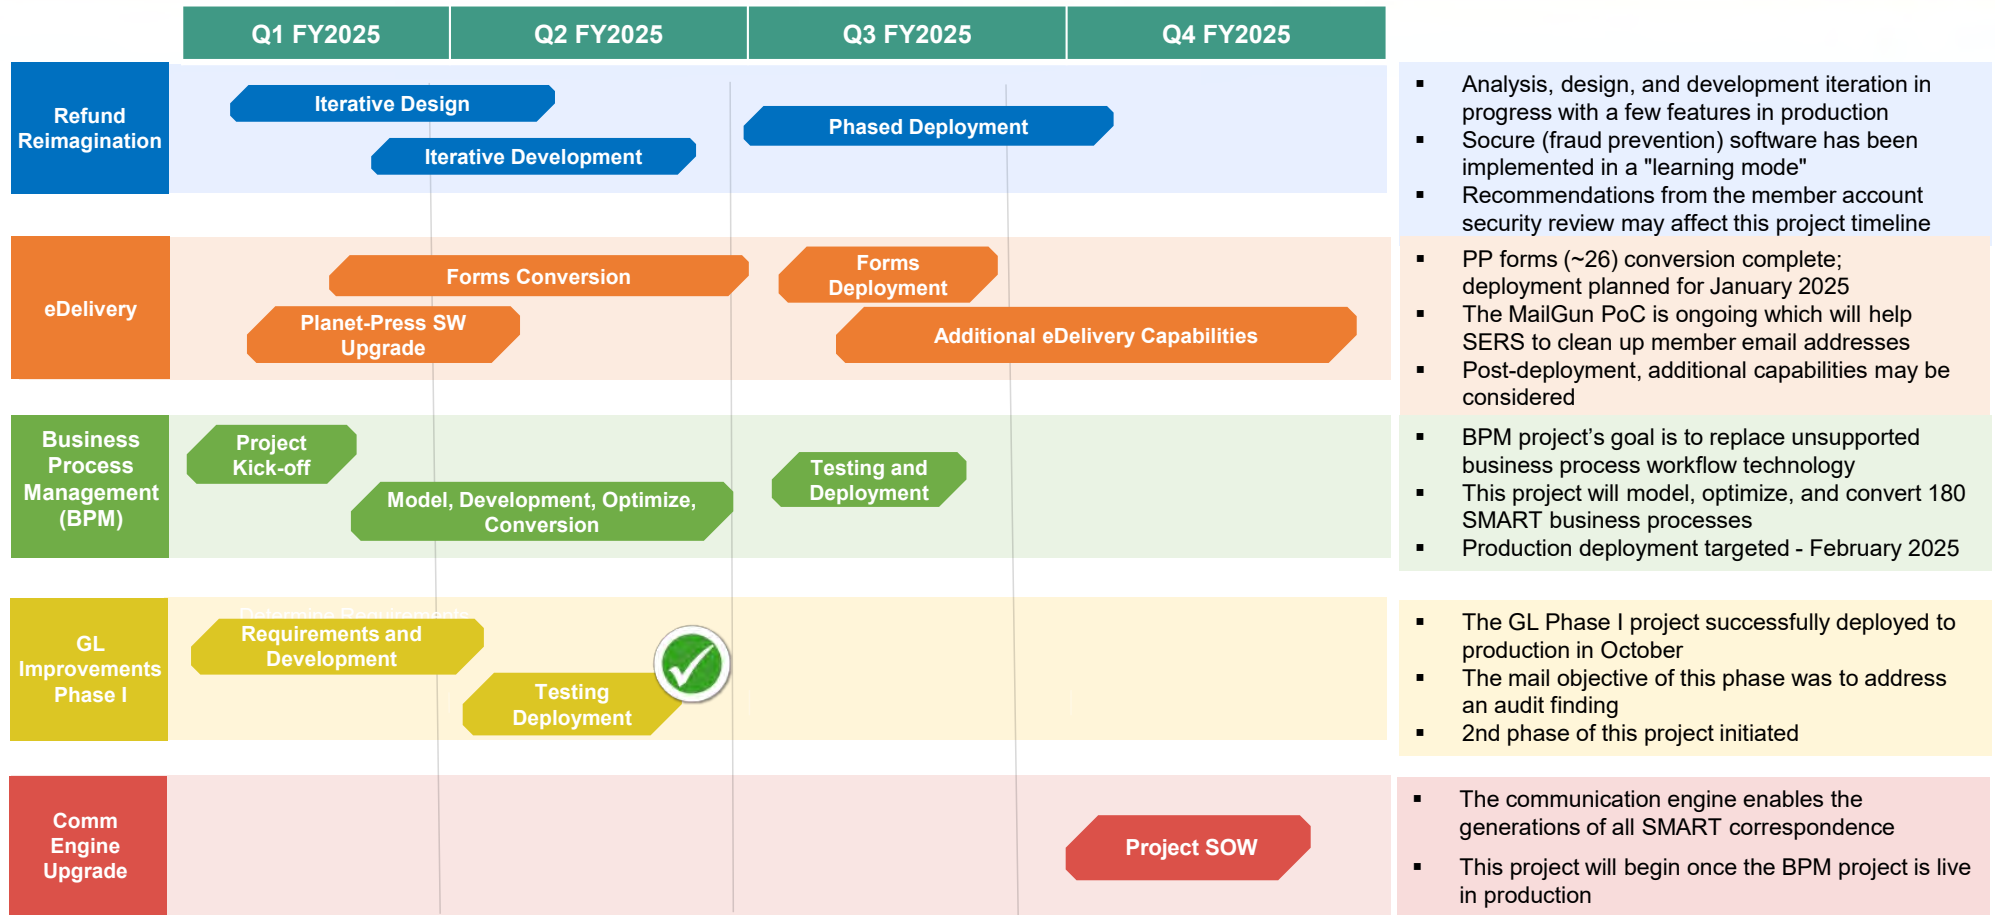 Q1 FY2025
Q2 FY2025
Q3 FY2025
Q4 FY2025
Refund
Reimagination
Iterative Design
Iterative Development
Phased Deployment
▪ Analysis, design, and development iteration in
progress with a few features in production
▪ Socure (fraud prevention) software has been
implemented in a "learning mode"
▪ Recommendations from the member account
security review may affect this project timeline
eDelivery
Forms Conversion
Planet-Press SW
Upgrade
Forms
Deployment
Additional eDelivery Capabilities
▪ PP forms (~26) conversion complete;
deployment planned for January 2025
▪ The MailGun PoC is ongoing which will help
SERS to clean up member email addresses
▪ Post-deployment, additional capabilities may be
considered
Business
Process
Management
(BPM)
Project
Kick-off
Model, Development, Optimize,
Conversion
Testing and
Deployment
▪ BPM project’s goal is to replace unsupported
business process workflow technology
▪ This project will model, optimize, and convert 180
SMART business processes
▪ Production deployment targeted - February 2025
GL
Improvements
Phase I
Determine Requirements
Requirements and
Development
Testing
Deployment
▪ The GL Phase I project successfully deployed to
production in October
▪ The mail objective of this phase was to address
an audit finding
▪ 2nd phase of this project initiated
Comm
Engine
Upgrade
Project SOW
▪ The communication engine enables the
generations of all SMART correspondence
▪ This project will begin once the BPM project is live
in production